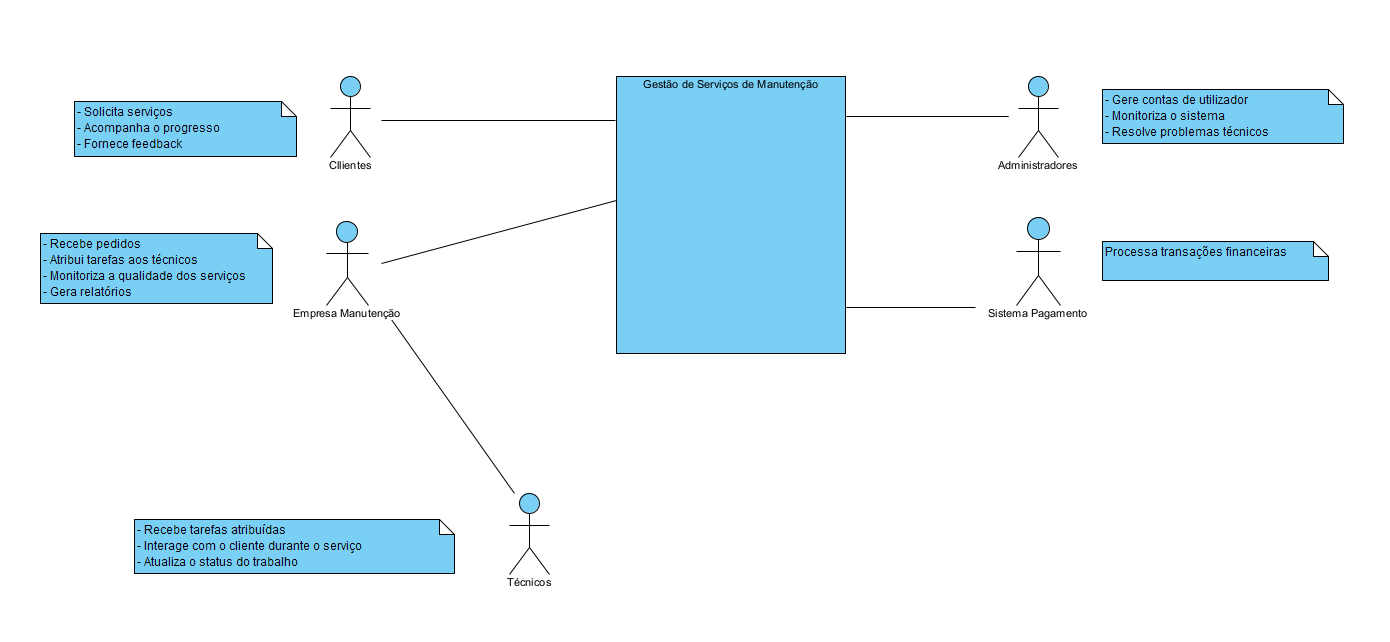 Gestão de Serviços de Manutenção
- Solicita serviços
- Acompanha o progresso
- Fornece feedback
Cllientes
- Gere contas de utilizador
- Monitoriza o sistema
- Resolve problemas técnicos
Administradores
- Recebe pedidos
- Atribui tarefas aos técnicos
- Monitoriza a qualidade dos serviços
- Gera relatórios
Empresa Manutenção
Processa transações financeiras
Sistema Pagamento
- Recebe tarefas atribuídas
- Interage com o cliente durante o serviço
- Atualiza o status do trabalho
Técnicos